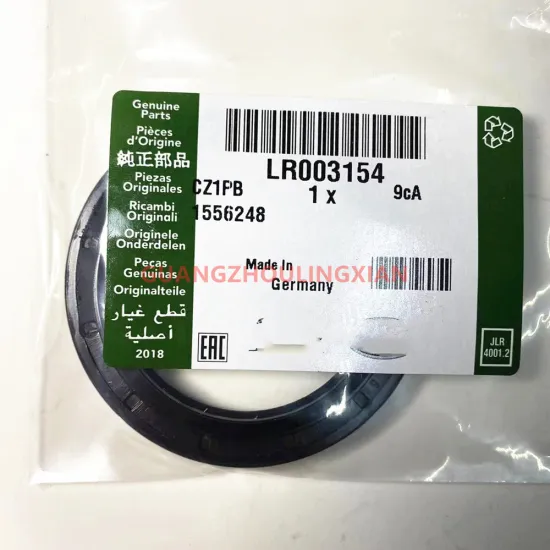 Genuine
Parts
Pièces
d'Origine
純正部品
Piezas
Originales
Ricambi
Originali
Originele
Onderdelen
Peças
Genuínas
Originalteile
قطع غيار
أصلية
2018
LR003154
CZ1PB 1 x 9cA
1556248
Made In
Germany
GUANGZHOULINGXIAN
EAC
JLR
4001.2